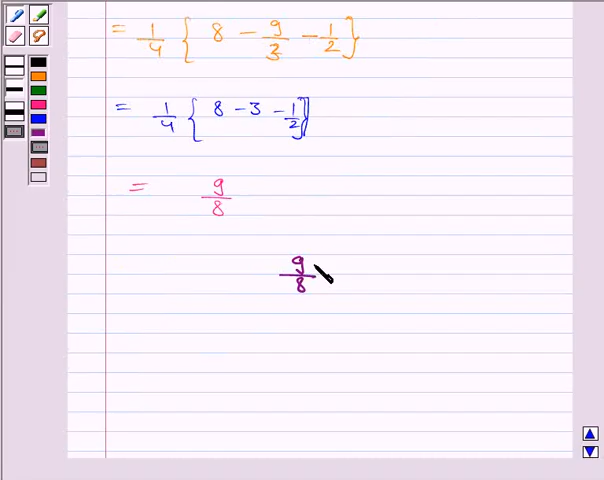 = 1/4 { 8 - 9/3 - 1/2 }
= 1/4 { 8 - 3 - 1/2 }
= 9/8
9/8